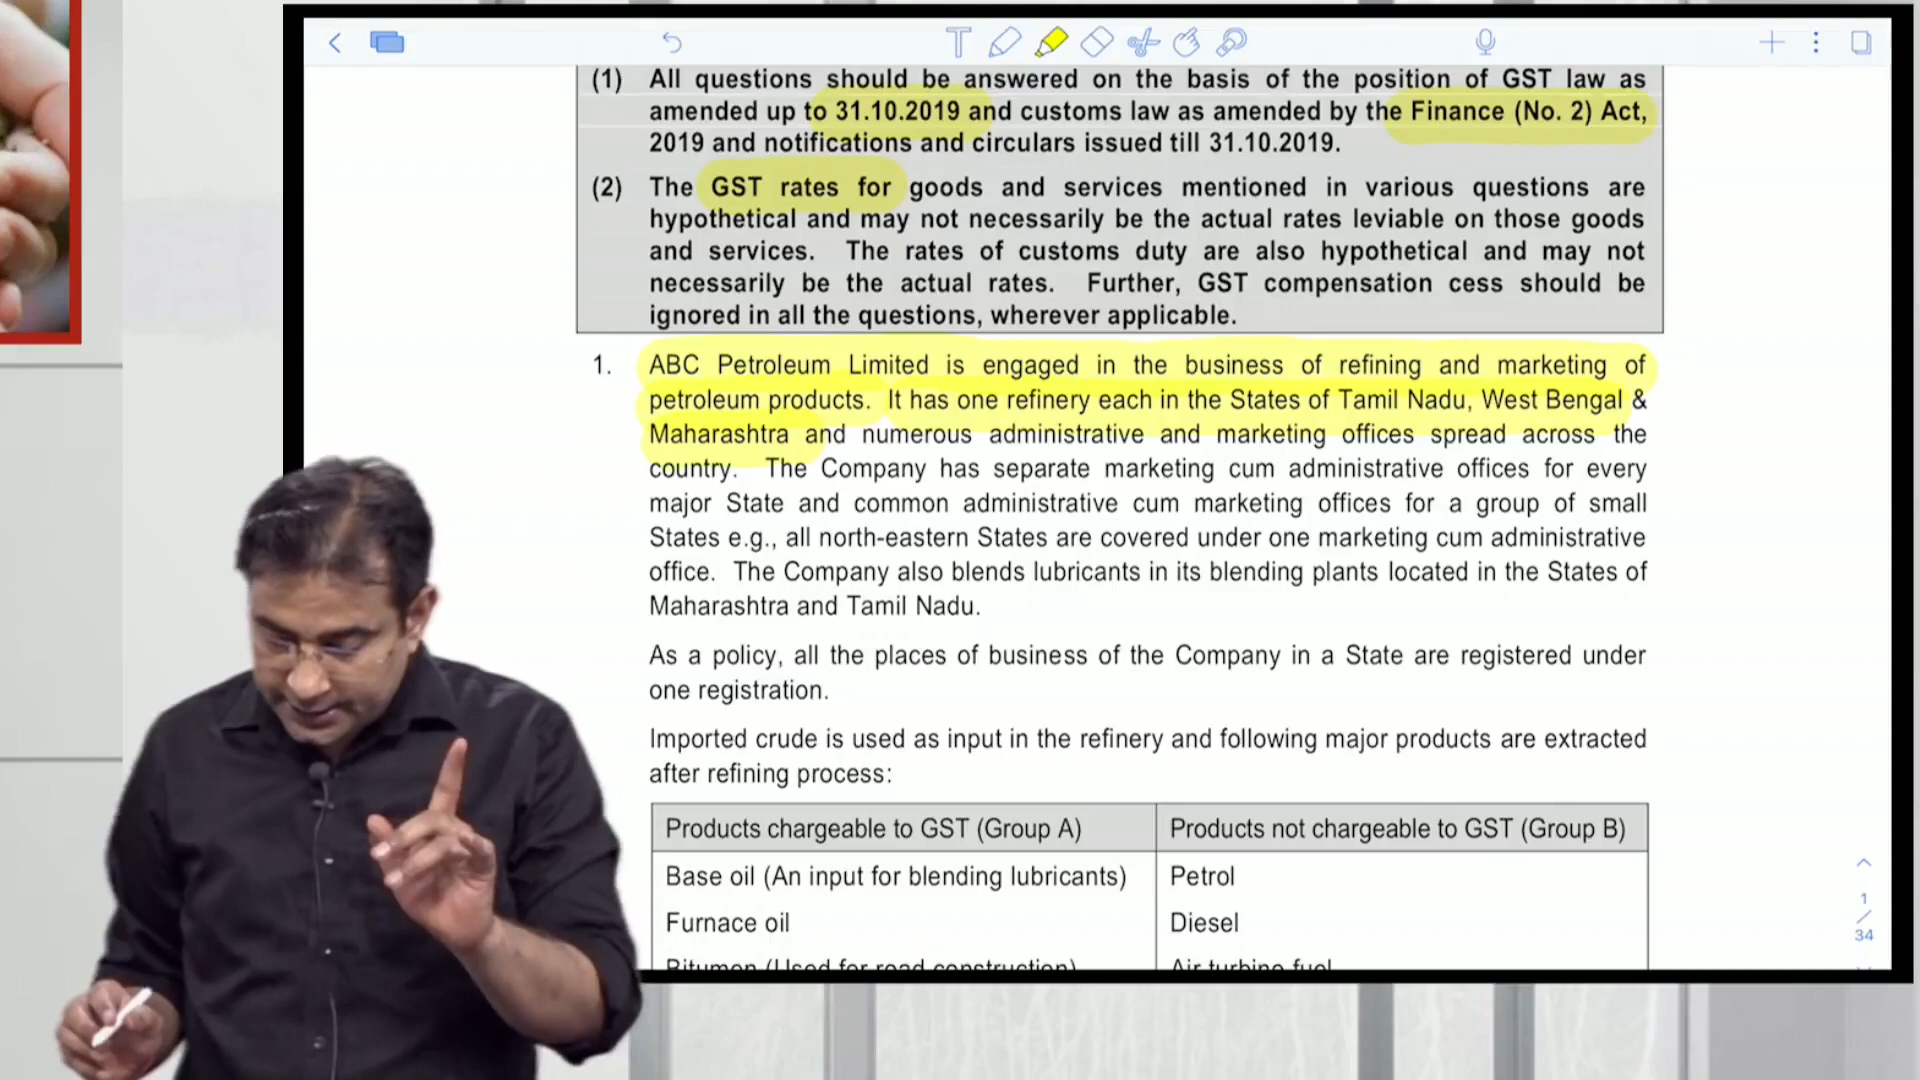 (1) All questions should be answered on the basis of the position of GST law as
amended up to 31.10.2019 and customs law as amended by the Finance (No. 2) Act,
2019 and notifications and circulars issued till 31.10.2019.
(2) The GST rates for goods and services mentioned in various questions are
hypothetical and may not necessarily be the actual rates leviable on those goods
and services. The rates of customs duty are also hypothetical and may not
necessarily be the actual rates. Further, GST compensation cess should be
ignored in all the questions, wherever applicable.
1. ABC Petroleum Limited is engaged in the business of refining and marketing of
petroleum products. It has one refinery each in the States of Tamil Nadu, West Bengal &
Maharashtra and numerous administrative and marketing offices spread across the
country. The Company has separate marketing cum administrative offices for every
major State and common administrative cum marketing offices for a group of small
States e.g., all north-eastern States are covered under one marketing cum administrative
office. The Company also blends lubricants in its blending plants located in the States of
Maharashtra and Tamil Nadu.
As a policy, all the places of business of the Company in a State are registered under
one registration.
Imported crude is used as input in the refinery and following major products are extracted
after refining process:
Products chargeable to GST (Group A) Products not chargeable to GST (Group B)
Base oil (An input for blending lubricants) Petrol
Furnace oil Diesel
Bitumen (Used for road construction) Air turbine fuel
1
/
34